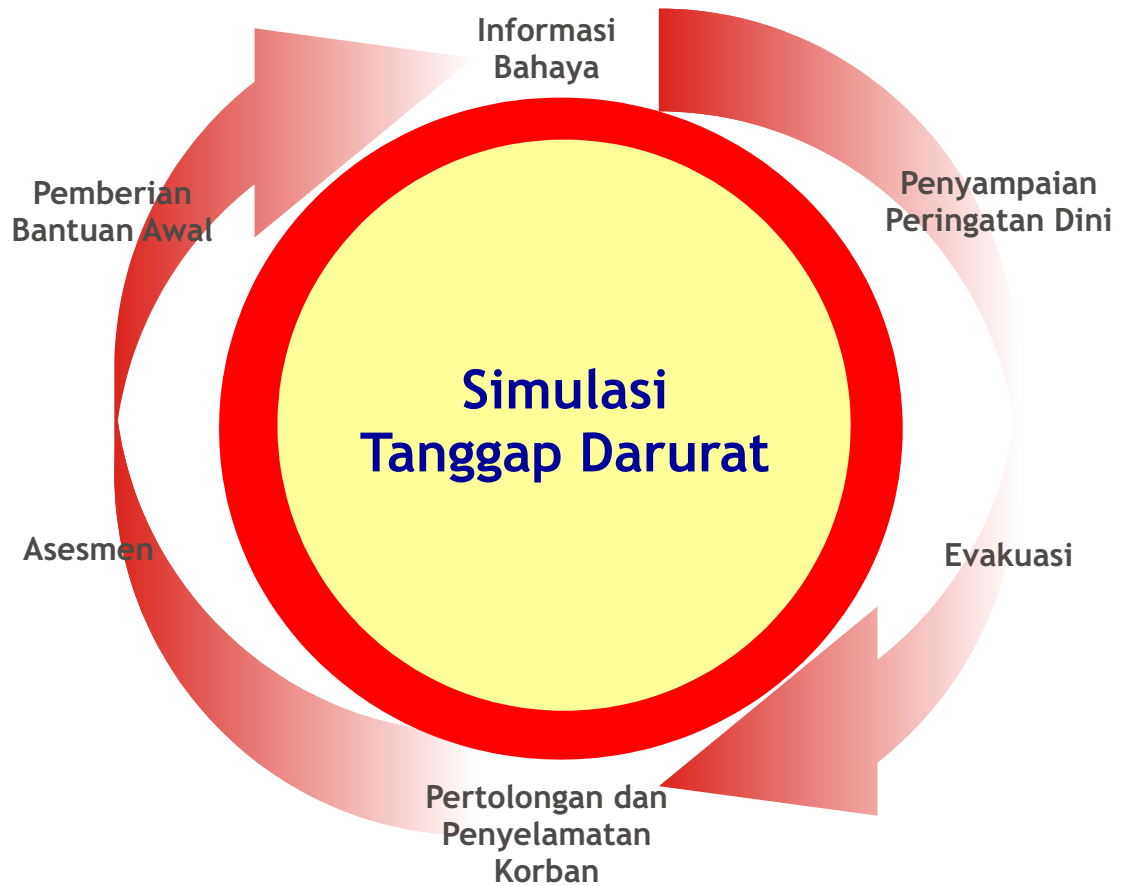 Informasi
Bahaya
Penyampaian
Peringatan Dini
Pemberian
Bantuan Awal
Simulasi
Tanggap Darurat
Asesmen
Evakuasi
Pertolongan dan
Penyelamatan
Korban